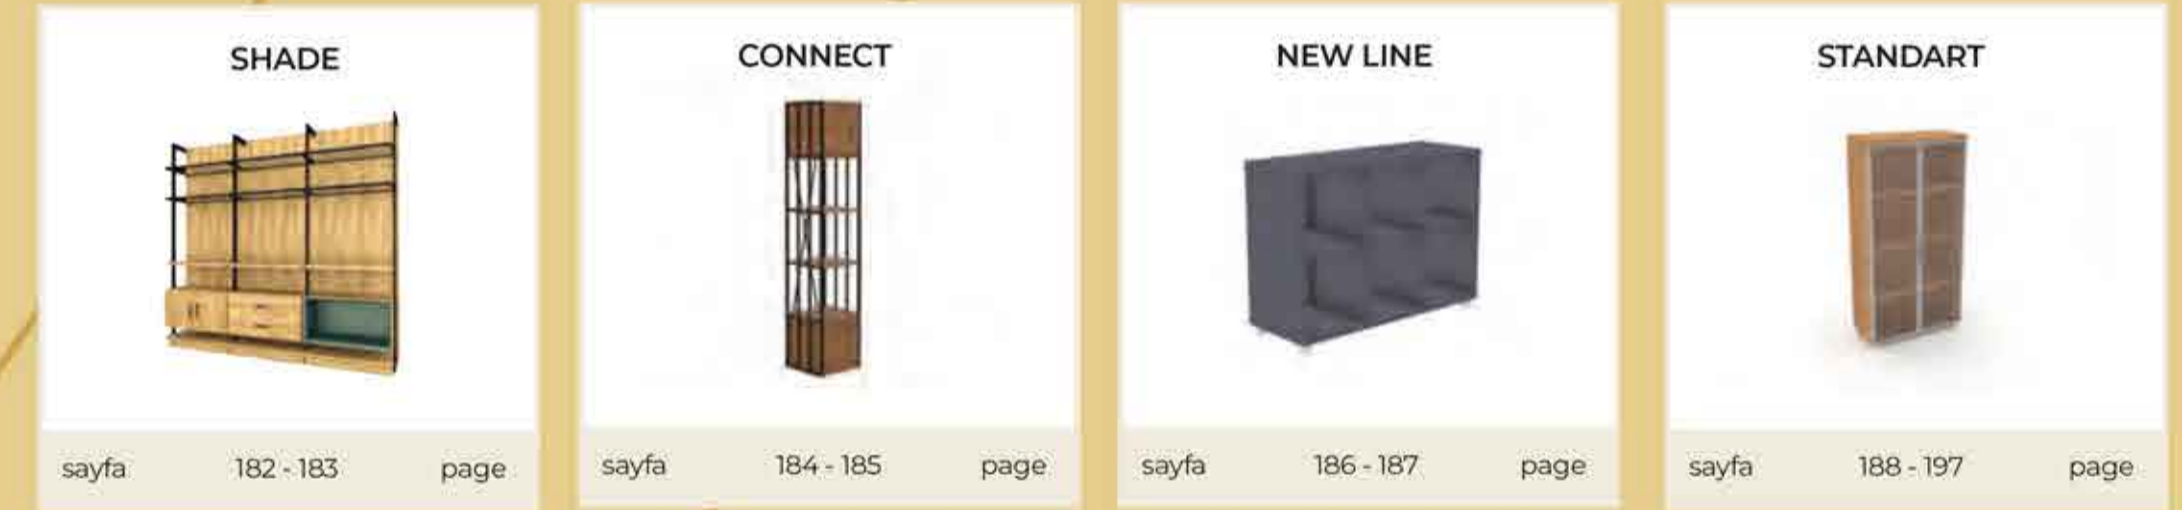 SHADE
CONNECT
NEW LINE
STANDART
sayfa 182 - 183 page
sayfa 184 - 185 page
sayfa 186 - 187 page
sayfa 188 - 197 page